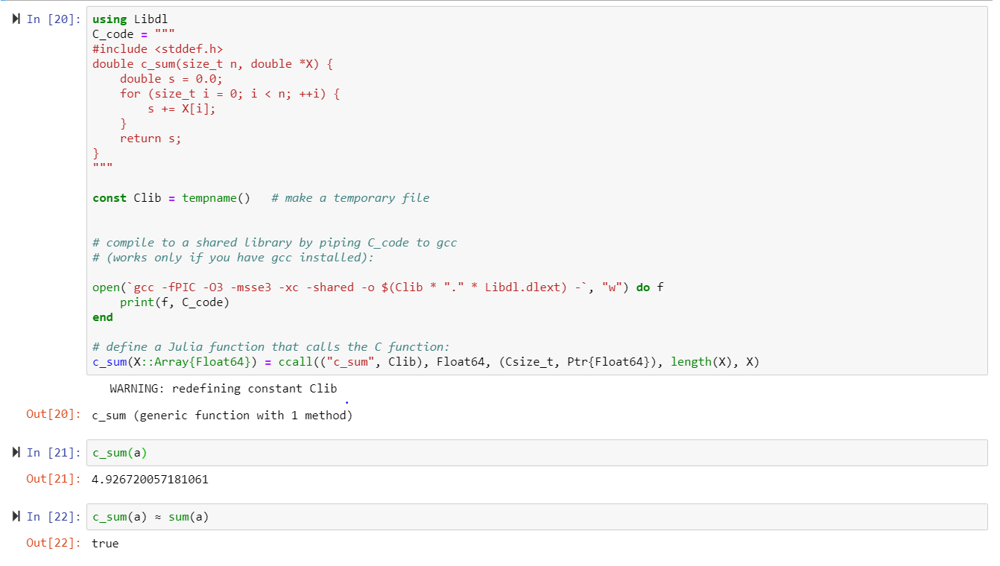 In [20]: using Libdl
C_code = """
#include <stddef.h>
double c_sum(size_t n, double *X) {
    double s = 0.0;
    for (size_t i = 0; i < n; ++i) {
        s += X[i];
    }
    return s;
}
"""
const Clib = tempname()   # make a temporary file
# compile to a shared library by piping C_code to gcc
# (works only if you have gcc installed):
open(`gcc -fPIC -O3 -msse3 -xc -shared -o $(Clib * "." * Libdl.dlext) -`, "w") do f
    print(f, C_code)
end
# define a Julia function that calls the C function:
c_sum(X::Array{Float64}) = ccall(("c_sum", Clib), Float64, (Csize_t, Ptr{Float64}), length(X), X)
WARNING: redefining constant Clib
Out[20]: c_sum (generic function with 1 method)
In [21]: c_sum(a)
Out[21]: 4.926720057181061
In [22]: c_sum(a) ≈ sum(a)
Out[22]: true